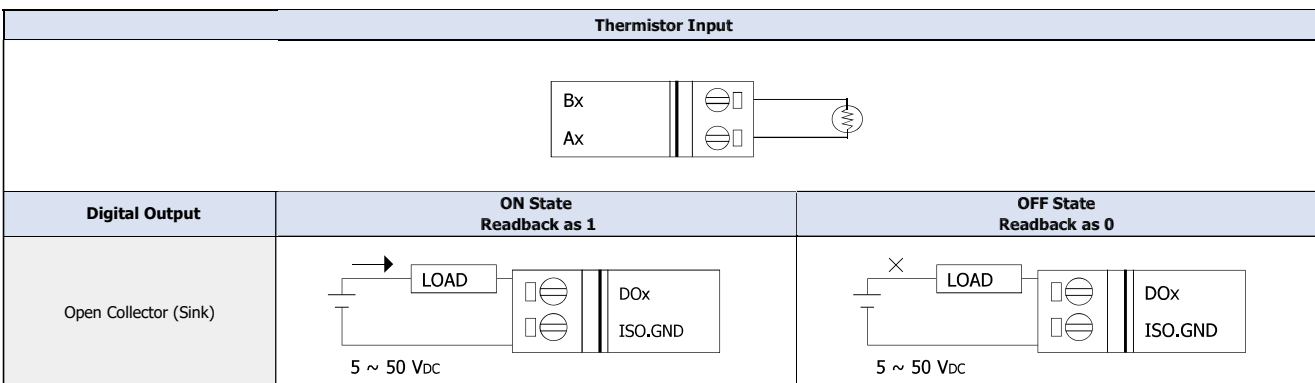 Thermistor Input
Bx
Ax
Digital Output
ON State
Readback as 1
OFF State
Readback as 0
Open Collector (Sink)
LOAD
DOx
ISO.GND
5 ~ 50 VDC
LOAD
DOx
ISO.GND
5 ~ 50 VDC